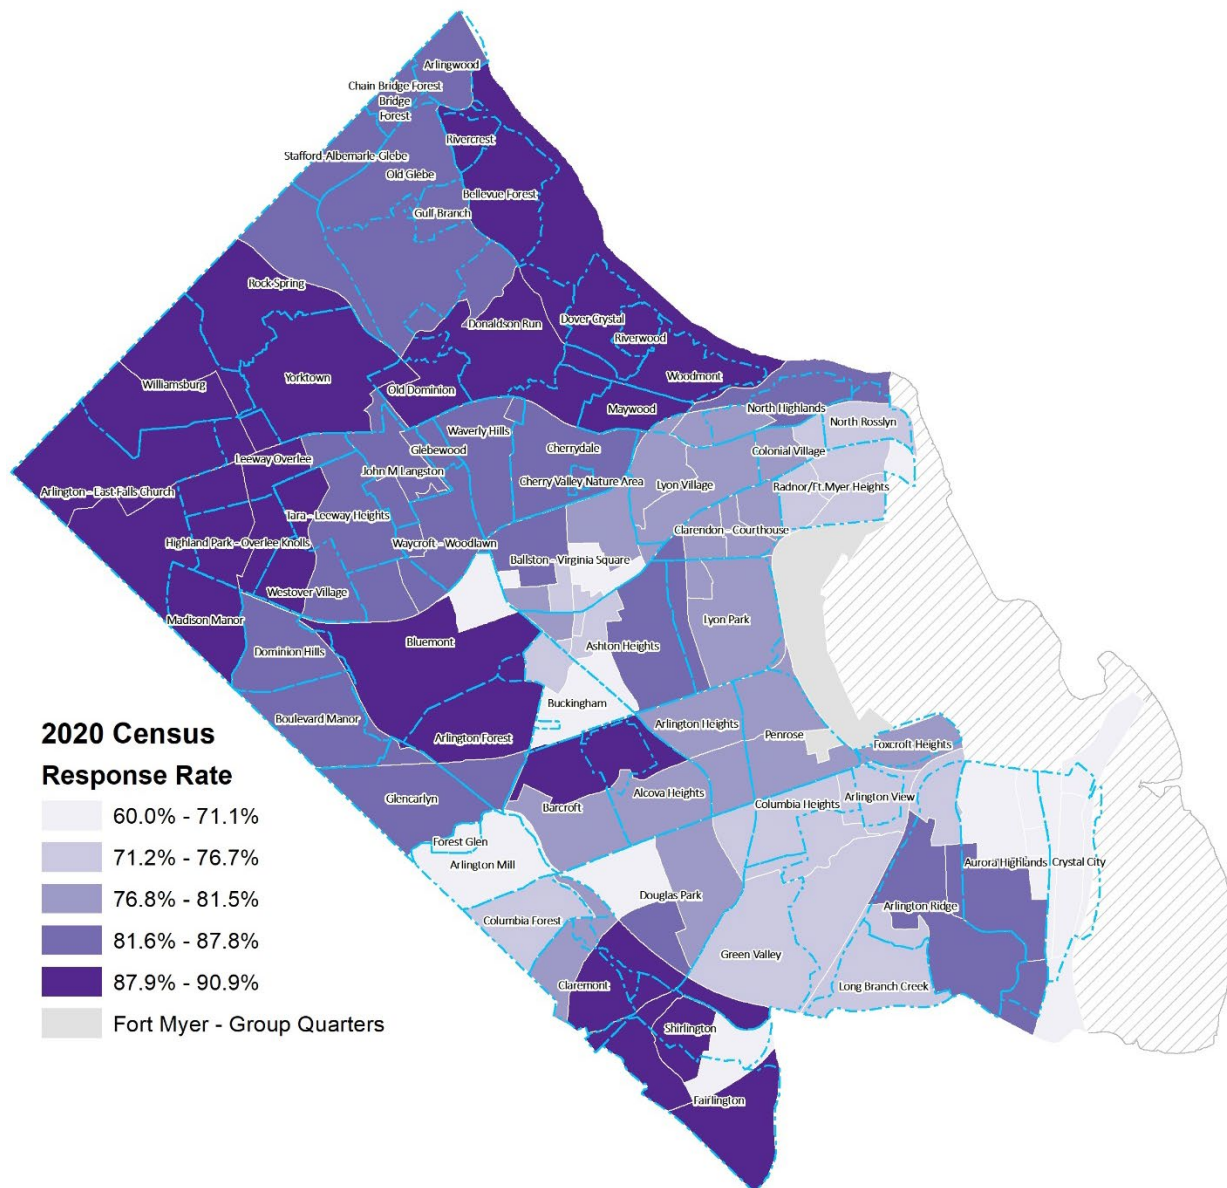 Arlingwood
Chain Bridge Forest
Bridge
Forest
Rivercrest
Stafford-Albemarle-Glebe
Old Glebe
Bellevue Forest
Gulf Branch
Rock Spring
Donaldson Run
Dover Crystal
Riverwood
Woodmont
Williamsburg
Yorktown
Old Dominion
Maywood
North Highlands
North Rosslyn
Waverly Hills
Glebewood
Cherrydale
Colonial Village
Leeway Overlee
John M Langston
Cherry Valley Nature Area
Lyon Village
Radnor/Ft.Myer Heights
Arlington - East Falls Church
Tara - Leeway Heights
Clarendon - Courthouse
Highland Park - Overlee Knolls
Waycroft - Woodlawn
Ballston - Virginia Square
Westover Village
Madison Manor
Bluemont
Lyon Park
Dominion Hills
Ashton Heights
Buckingham
Boulevard Manor
Arlington Forest
Arlington Heights
Penrose
Foxcroft Heights
Glencarlyn
Barcroft
Alcova Heights
Columbia Heights
Arlington View
Forest Glen
Arlington Mill
Aurora Highlands
Crystal City
Douglas Park
Arlington Ridge
Columbia Forest
Green Valley
Claremont
Long Branch Creek
Shirlington
Fairlington
2020 Census
Response Rate
60.0% - 71.1%
71.2% - 76.7%
76.8% - 81.5%
81.6% - 87.8%
87.9% - 90.9%
Fort Myer - Group Quarters